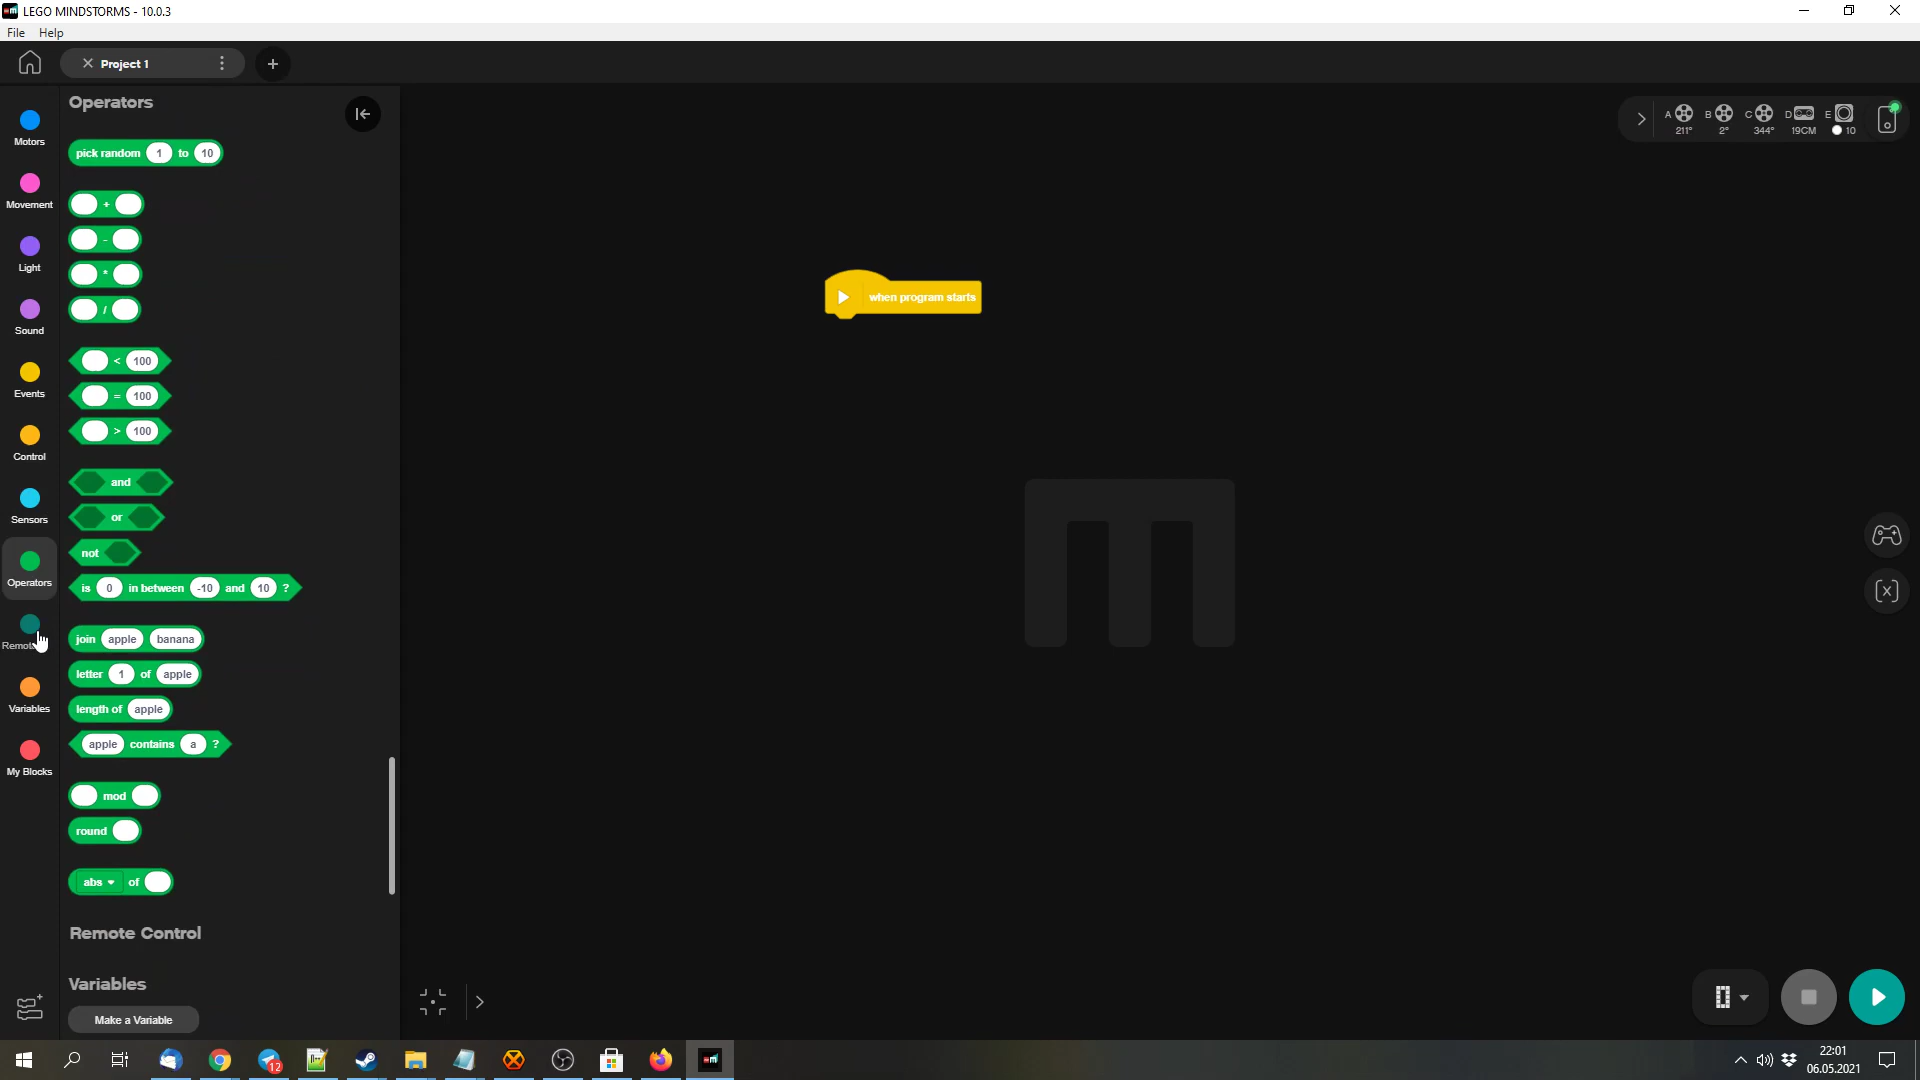 LEGO MINDSTORMS - 10.0.3
File Help
Project 1
Motors
Movement
Light
Sound
Events
Control
Sensors
Operators
Variables
My Blocks
Operators
pick random 1 to 10
+
-
*
/
< 100
= 100
> 100
and
or
not
is 0 in between -10 and 10 ?
join apple banana
letter 1 of apple
length of apple
apple contains a ?
mod
round
abs of
Remote Control
Variables
Make a Variable
when program starts
A B C D E
211° 2° 344° 19CM 10
12
22:01
06.05.2021